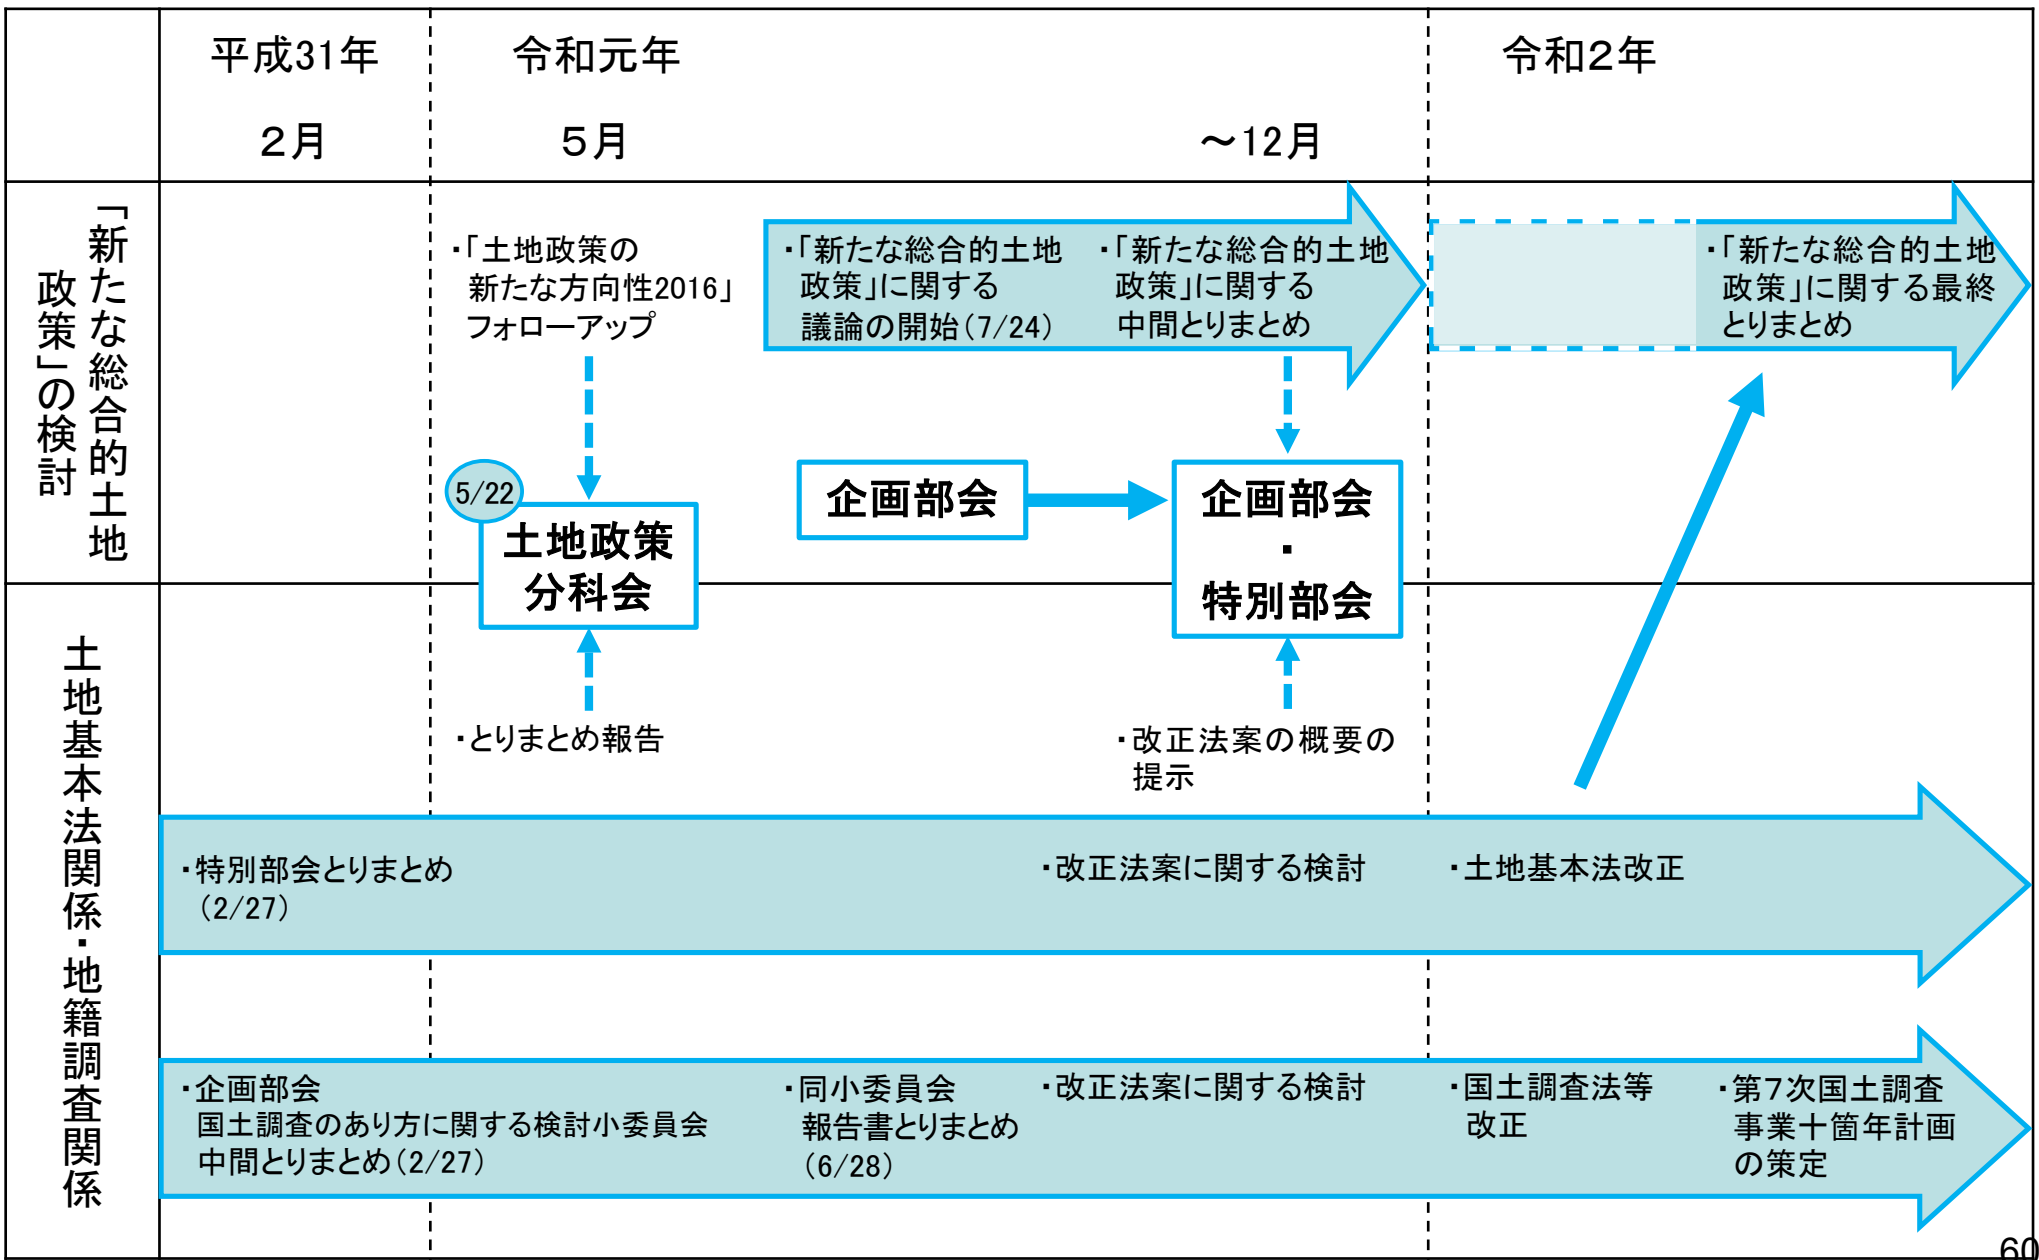 平成31年
令和元年
令和2年
2月
5月
～12月
「新たな総合的土地
政策」の検討
・「土地政策の
新たな方向性2016」
フォローアップ
・「新たな総合的土地
政策」に関する
議論の開始（7/24）
・「新たな総合的土地
政策」に関する
中間とりまとめ
・「新たな総合的土地
政策」に関する最終
とりまとめ
5/22
土地政策
分科会
企画部会
企画部会
・
特別部会
土地基本法関係・地籍調査関係
・とりまとめ報告
・改正法案の概要の
提示
・特別部会とりまとめ
（2/27）
・改正法案に関する検討
・土地基本法改正
・企画部会
国土調査のあり方に関する検討小委員会
中間とりまとめ（2/27）
・同小委員会
報告書とりまとめ
（6/28）
・改正法案に関する検討
・国土調査法等
改正
・第7次国土調査
事業十箇年計画
の策定
60